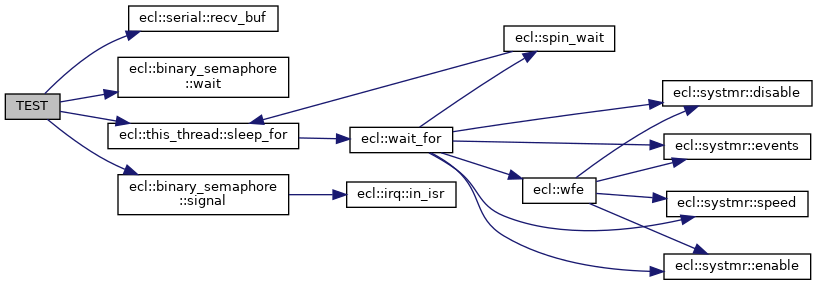 TEST
ecl::serial::recv_buf
ecl::binary_semaphore
::wait
ecl::this_thread::sleep_for
ecl::binary_semaphore
::signal
ecl::wait_for
ecl::irq::in_isr
ecl::spin_wait
ecl::wfe
ecl::systmr::disable
ecl::systmr::events
ecl::systmr::speed
ecl::systmr::enable